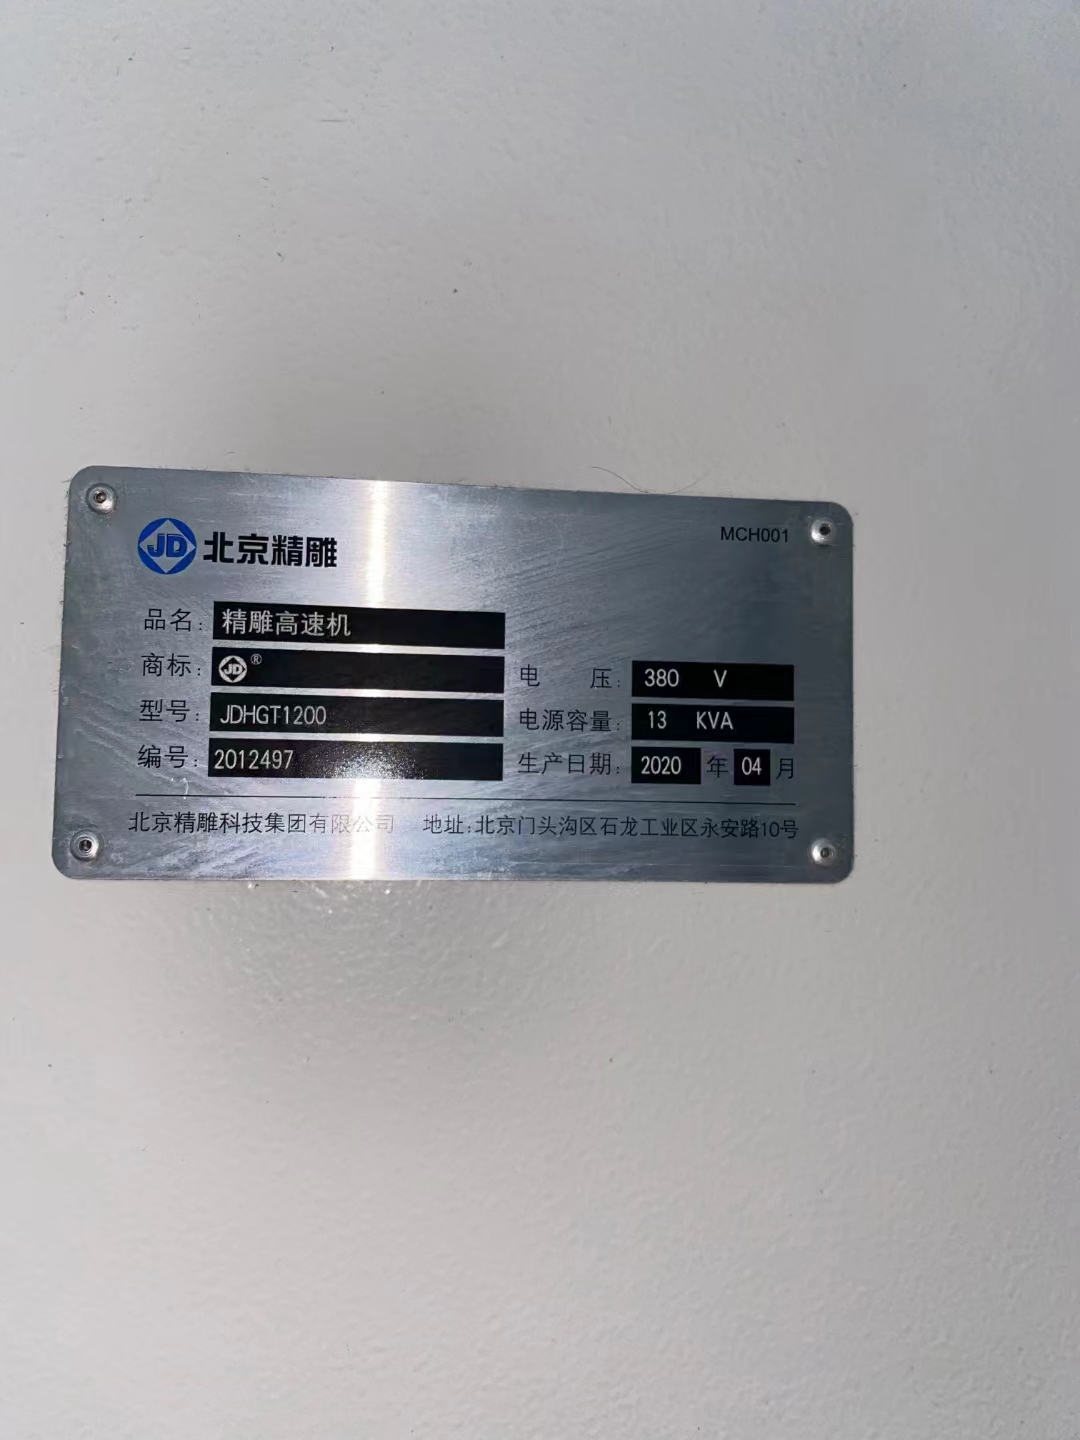 JD 北京精雕
MCH001
品名: 精雕高速机
商标: JD®
电 压: 380 V
型号: JDHGT1200
电源容量: 13 KVA
编号: 2012497
生产日期: 2020 年 04 月
北京精雕科技集团有限公司 地址:北京门头沟区石龙工业区永安路10号